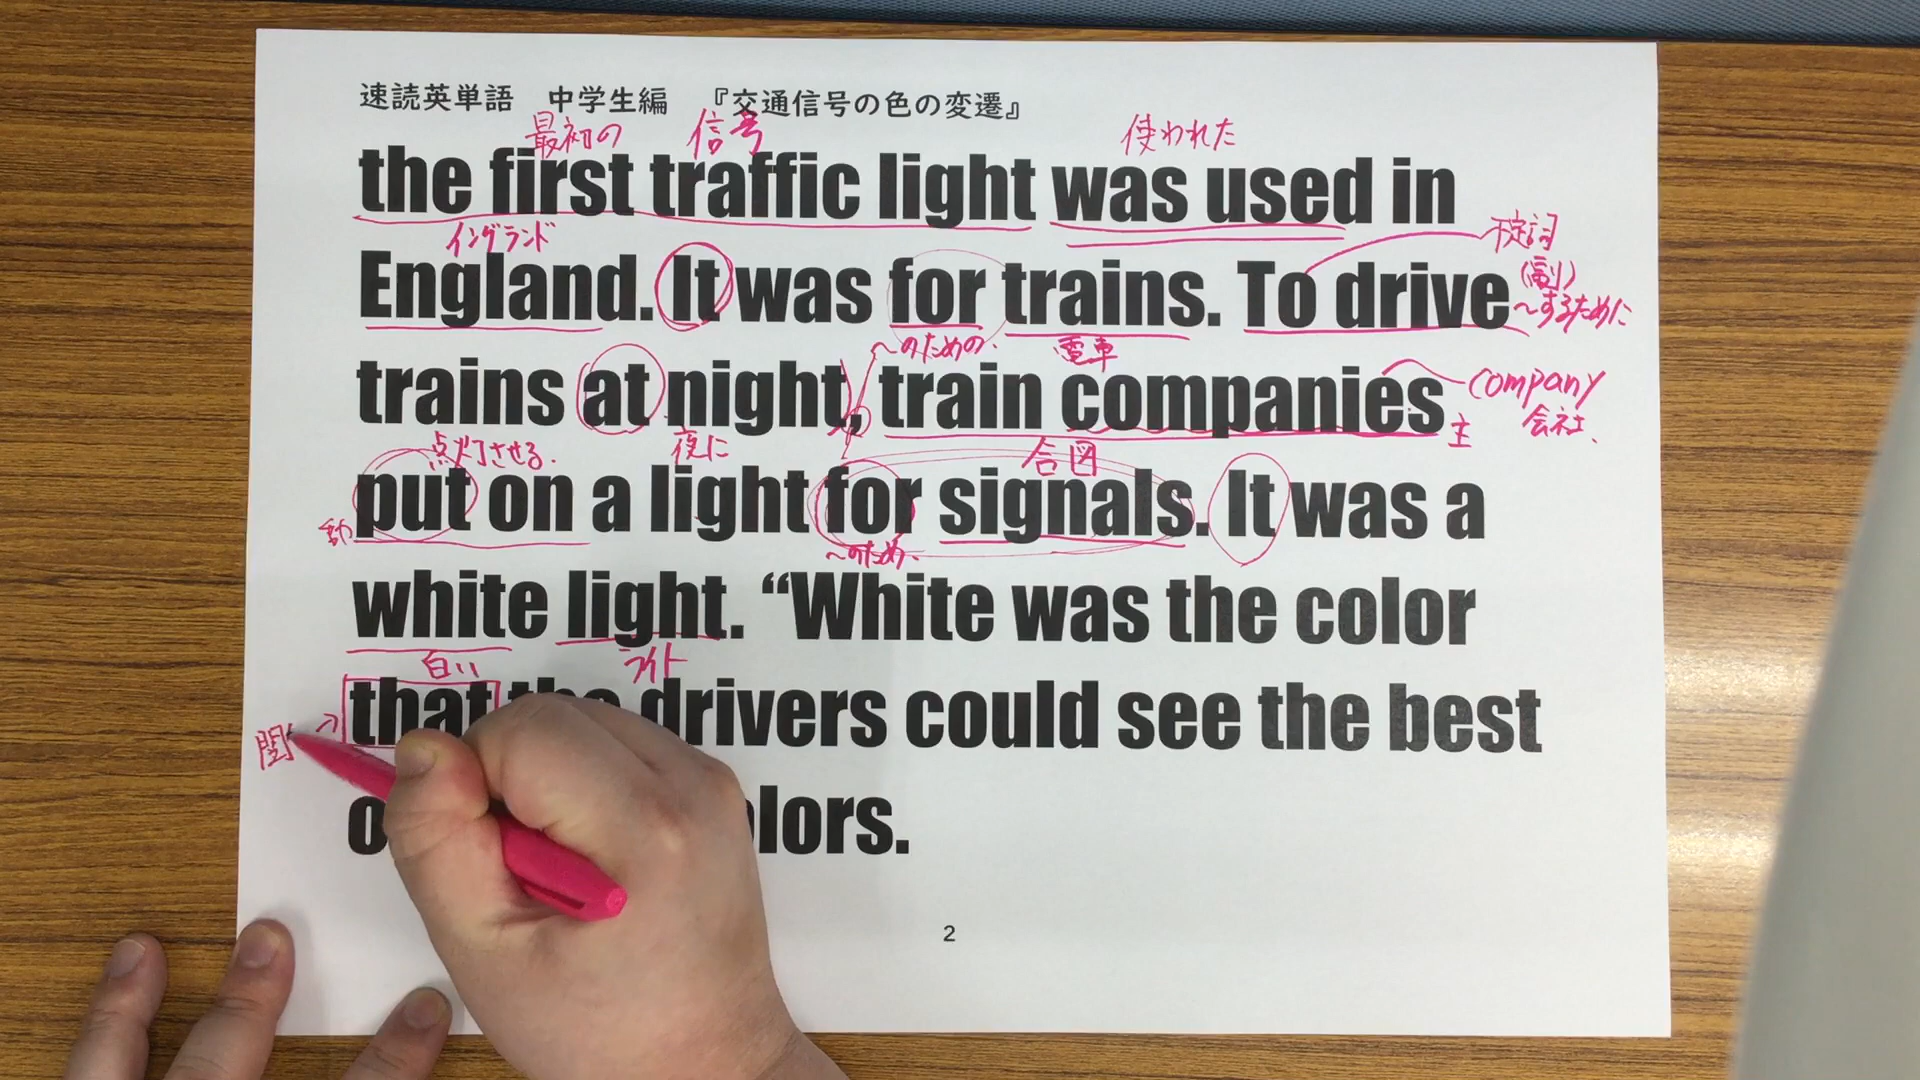 速読英単語 中学生編 『交通信号の色の変遷』
最初の 信号 使われた
the first traffic light was used in
イングランド 不定詞
England. It was for trains. To drive
(副)
~するために
~のための. 電車
trains at night, train companies
company
会社.
主
点灯させる. 夜に 合図
put on a light for signals. It was a
動
~のため.
white light. “White was the color
白い ライト
that the drivers could see the best
lors.
2